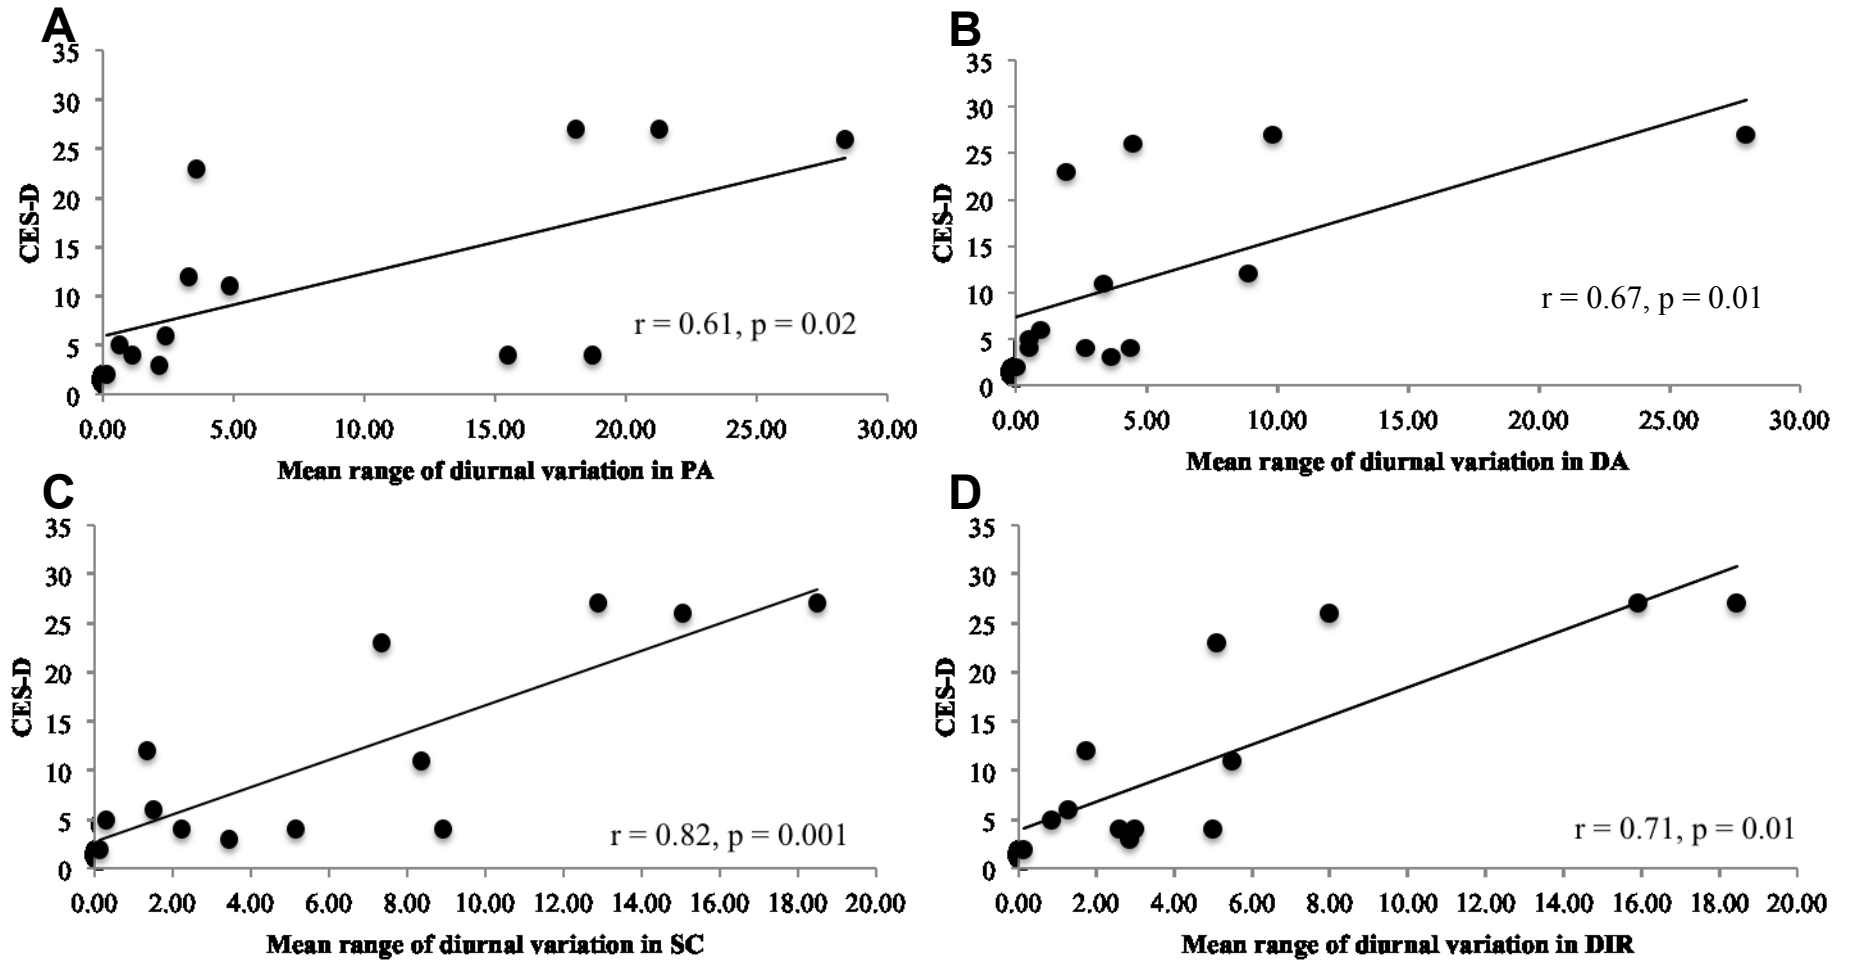 A
35
30
25
20
15
10
5
0
CES-D
r = 0.61, p = 0.02
0.00 5.00 10.00 15.00 20.00 25.00 30.00
Mean range of diurnal variation in PA
B
35
30
25
20
15
10
5
0
CES-D
r = 0.67, p = 0.01
0.00 5.00 10.00 15.00 20.00 25.00 30.00
Mean range of diurnal variation in DA
C
35
30
25
20
15
10
5
0
CES-D
r = 0.82, p = 0.001
0.00 2.00 4.00 6.00 8.00 10.00 12.00 14.00 16.00 18.00 20.00
Mean range of diurnal variation in SC
D
35
30
25
20
15
10
5
0
CES-D
r = 0.71, p = 0.01
0.00 2.00 4.00 6.00 8.00 10.00 12.00 14.00 16.00 18.00 20.00
Mean range of diurnal variation in DIR